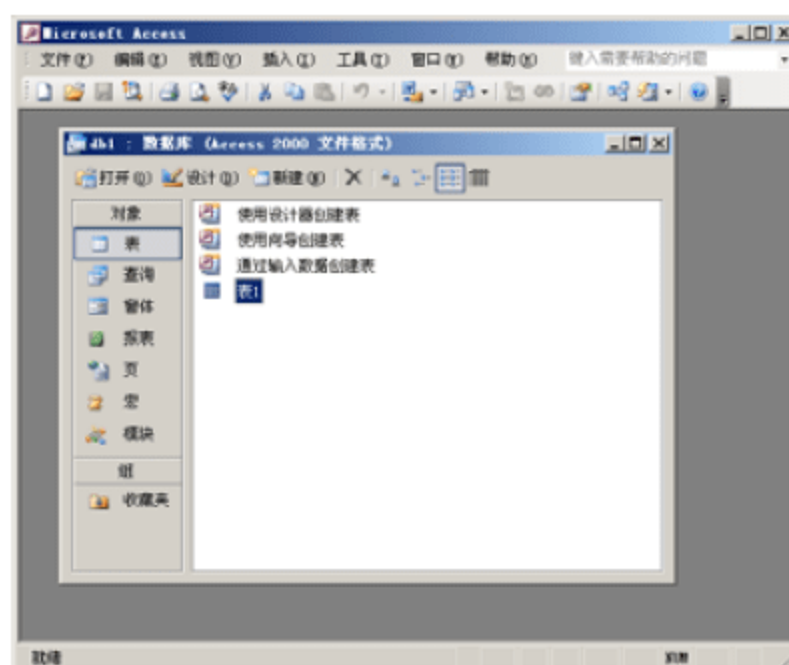 Microsoft Access
文件(F) 编辑(E) 视图(V) 插入(I) 工具(T) 窗口(W) 帮助(H) 键入需要帮助的问题
db1 : 数据库 (Access 2000 文件格式)
打开(O) 设计(D) 新建(N)
对象
表
查询
窗体
报表
页
宏
模块
组
收藏夹
使用设计器创建表
使用向导创建表
通过输入数据创建表
表1
就绪